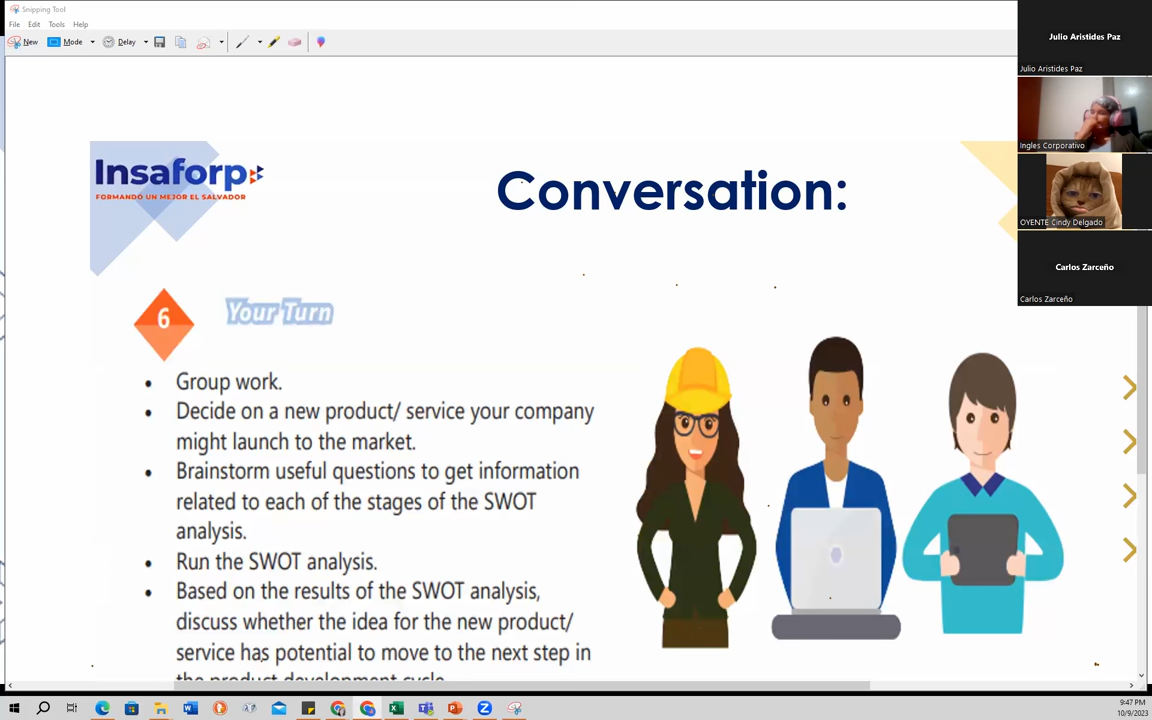 Snipping Tool
File Edit Tools Help
New Mode Delay
Julio Aristides Paz
Julio Aristides Paz
Ingles Corporativo
OYENTE Cindy Delgado
Carlos Zarceño
Carlos Zarceño
Insaforp
FORMANDO UN MEJOR EL SALVADOR
Conversation:
6
Your Turn
• Group work.
• Decide on a new product/ service your company
might launch to the market.
• Brainstorm useful questions to get information
related to each of the stages of the SWOT
analysis.
• Run the SWOT analysis.
• Based on the results of the SWOT analysis,
discuss whether the idea for the new product/
service has potential to move to the next step in
the product development cycle.
9:47 PM
10/9/2023